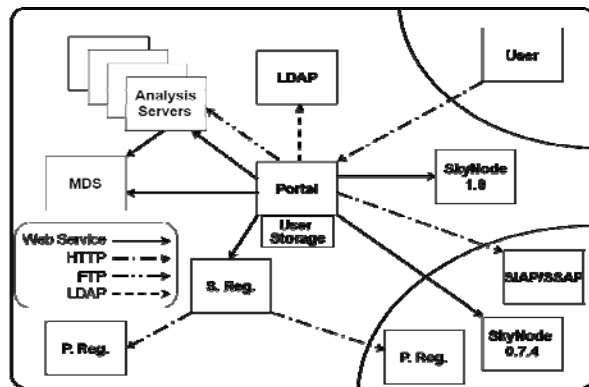 User
LDAP
Analysis
Servers
MDS
Portal
SkyNode
1.0
User
Storage
Web Service
HTTP
FTP
LDAP
S. Reg.
SIAP/SSAP
P. Reg.
P. Reg.
SkyNode
0.7.4